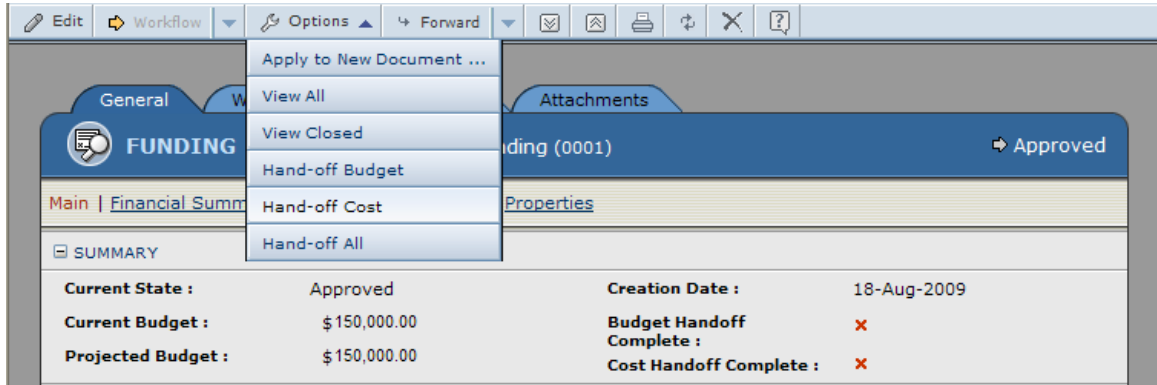 Edit Workflow Options Forward
Apply to New Document ...
View All
View Closed
Hand-off Budget
Hand-off Cost
Hand-off All
General W Attachments
FUNDING ding (0001) Approved
Main | Financial Summ Properties
SUMMARY
Current State : Approved Creation Date : 18-Aug-2009
Current Budget : $150,000.00 Budget Handoff
Complete :
Projected Budget : $150,000.00 Cost Handoff Complete :